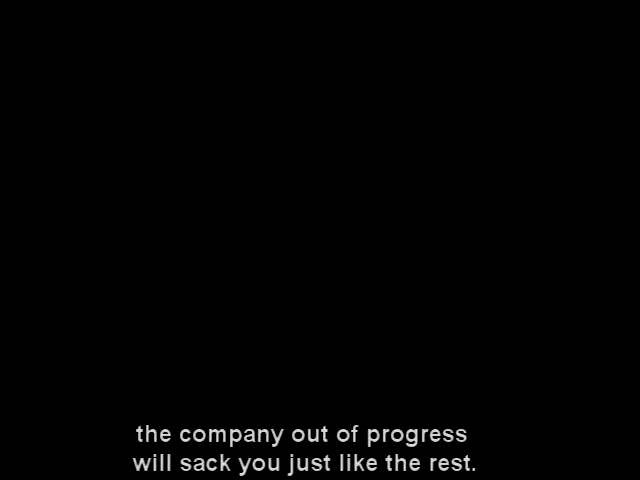 the company out of progress
will sack you just like the rest.